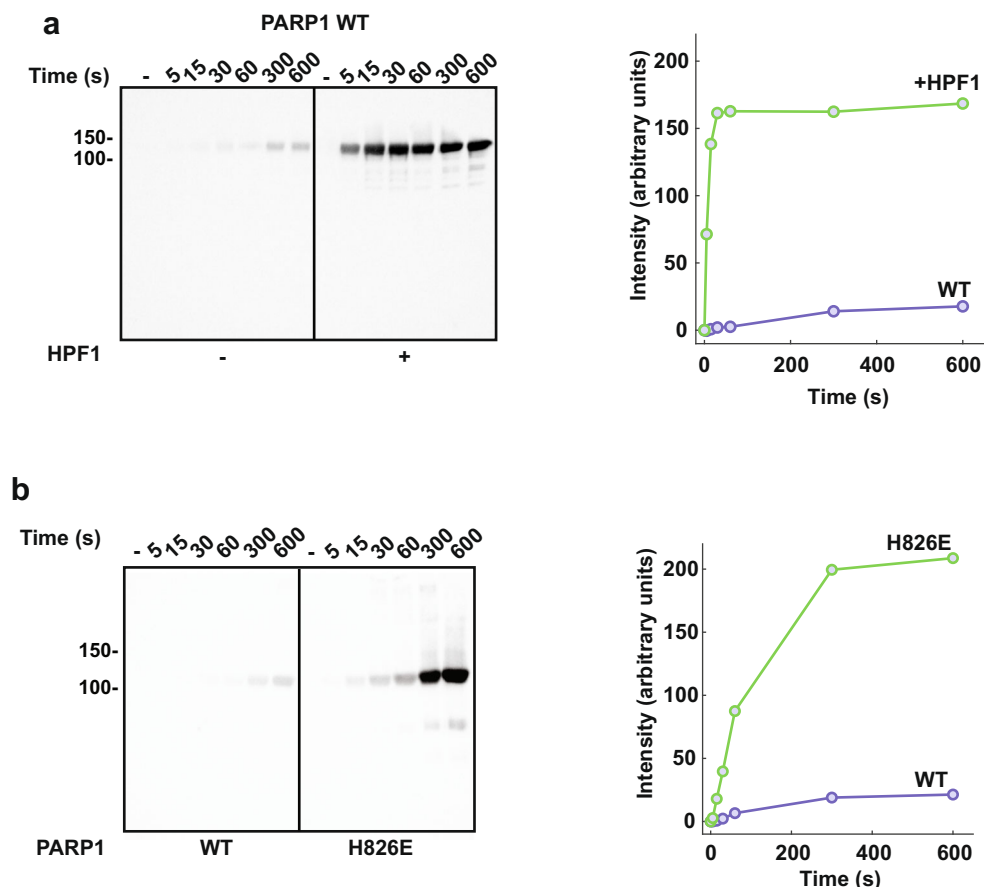 a
PARP1 WT
Time (s) - 5 15 30 60 300 600 - 5 15 30 60 300 600
150-
100-
HPF1 - +
Intensity (arbitrary units)
200
150
100
50
0
+HPF1
WT
0 200 400 600
Time (s)
b
Time (s) - 5 15 30 60 300 600 - 5 15 30 60 300 600
150-
100-
PARP1 WT H826E
Intensity (arbitrary units)
H826E
200
150
100
50
WT
0
0 200 400 600
Time (s)